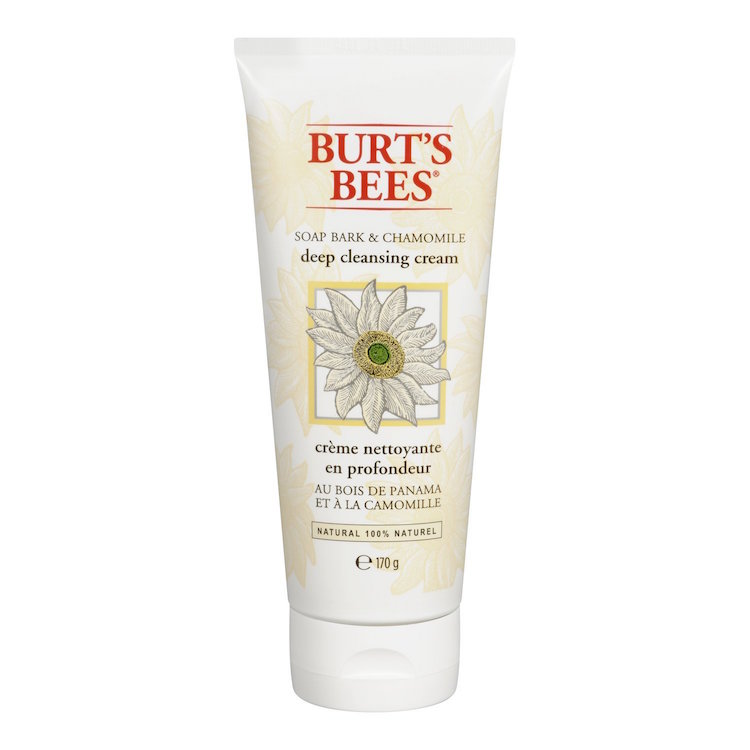 BURT'S
BEES®
SOAP BARK & CHAMOMILE
deep cleansing cream
crème nettoyante
en profondeur
AU BOIS DE PANAMA
ET À LA CAMOMILLE
NATURAL 100% NATUREL
℮ 170 g